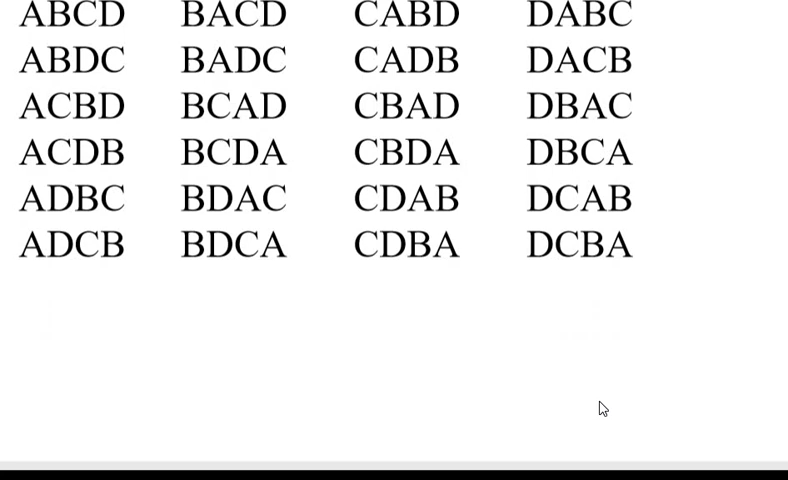 ABCD BACD CABD DABC
ABDC BADC CADB DACB
ACBD BCAD CBAD DBAC
ACDB BCDA CBDA DBCA
ADBC BDAC CDAB DCAB
ADCB BDCA CDBA DCBA